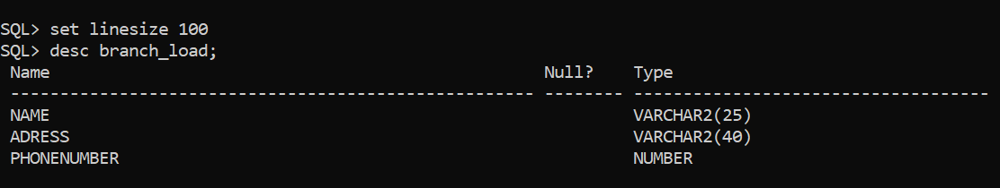 SQL> set linesize 100
SQL> desc branch_load;
Name Null? Type
----------------------------------------------------- -------- ------------------------------------
NAME VARCHAR2(25)
ADRESS VARCHAR2(40)
PHONENUMBER NUMBER